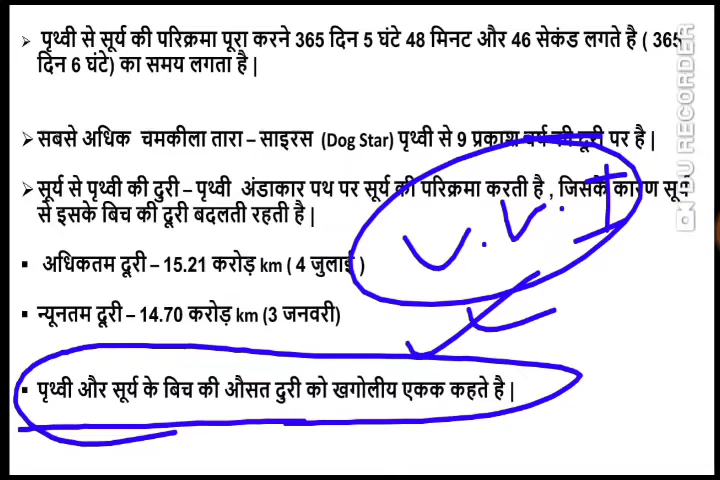 ➢ पृथ्वी से सूर्य की परिक्रमा पूरा करने 365 दिन 5 घंटे 48 मिनट और 46 सेकंड लगते है ( 365
दिन 6 घंटे) का समय लगता है |
➢ सबसे अधिक चमकीला तारा – साइरस (Dog Star) पृथ्वी से 9 प्रकाश वर्ष की दूरी पर है |
➢ सूर्य से पृथ्वी की दुरी – पृथ्वी अंडाकार पथ पर सूर्य की परिक्रमा करती है , जिसके कारण सूर्य
से इसके बिच की दूरी बदलती रहती है |
▪ अधिकतम दूरी – 15.21 करोड़ km ( 4 जुलाई )
▪ न्यूनतम दूरी – 14.70 करोड़ km (3 जनवरी)
▪ पृथ्वी और सूर्य के बिच की औसत दुरी को खगोलीय एकक कहते है |
V.V.I
DU RECORDER